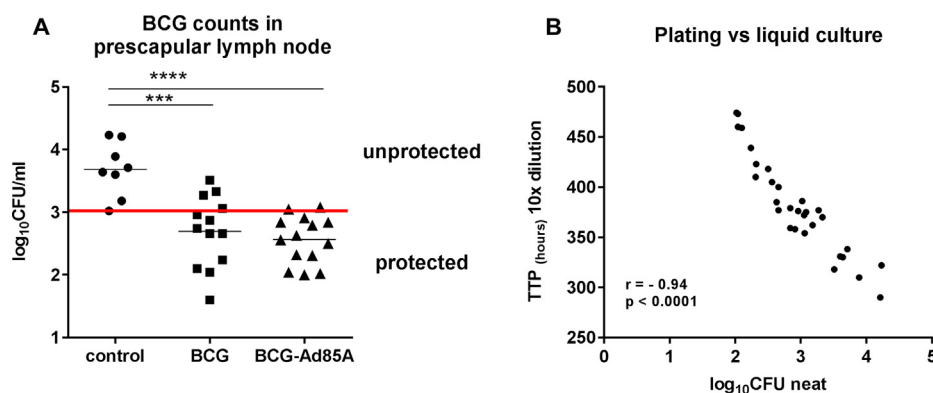 A
BCG counts in
prescapular lymph node
****
***
5
4
3
2
1
log10CFU/ml
unprotected
protected
control BCG BCG-Ad85A
B
Plating vs liquid culture
500
450
400
350
300
250
TTP (hours) 10x dilution
r = - 0.94
p < 0.0001
0 1 2 3 4 5
log10CFU neat